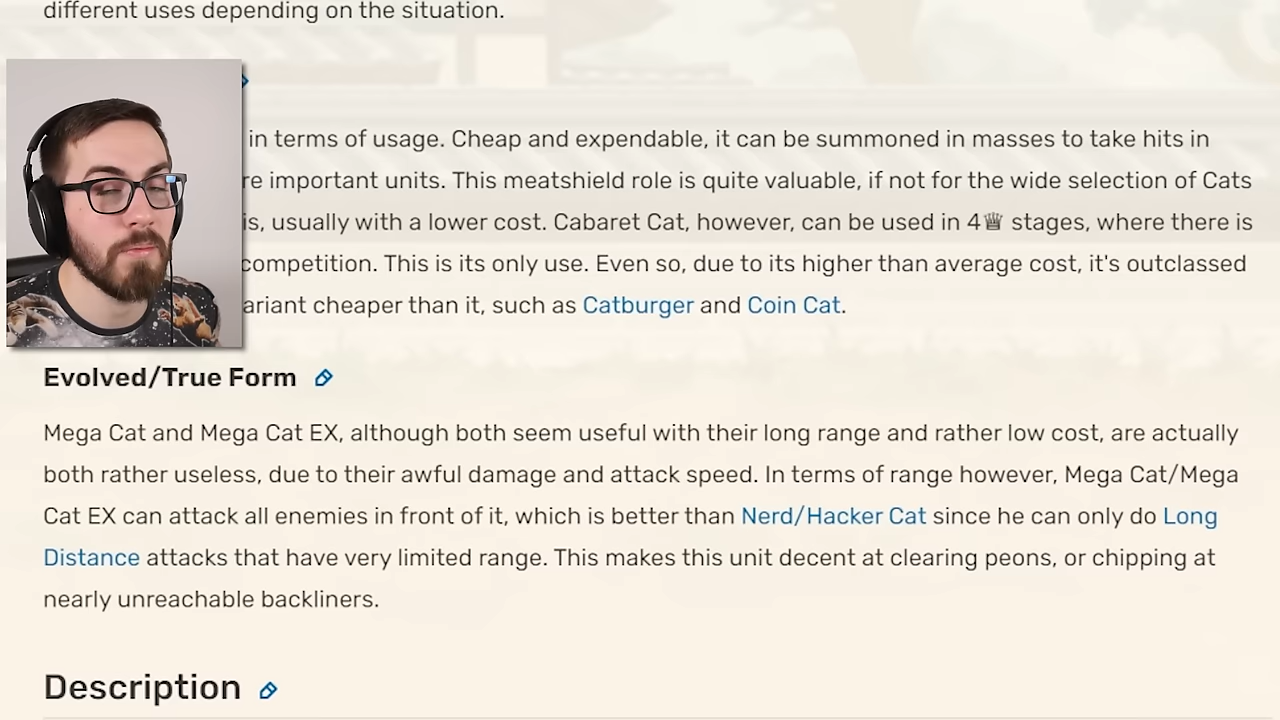 different uses depending on the situation.
in terms of usage. Cheap and expendable, it can be summoned in masses to take hits in
re important units. This meatshield role is quite valuable, if not for the wide selection of Cats
is, usually with a lower cost. Cabaret Cat, however, can be used in 4♕ stages, where there is
competition. This is its only use. Even so, due to its higher than average cost, it's outclassed
ariant cheaper than it, such as Catburger and Coin Cat.
Evolved/True Form
Mega Cat and Mega Cat EX, although both seem useful with their long range and rather low cost, are actually
both rather useless, due to their awful damage and attack speed. In terms of range however, Mega Cat/Mega
Cat EX can attack all enemies in front of it, which is better than Nerd/Hacker Cat since he can only do Long
Distance attacks that have very limited range. This makes this unit decent at clearing peons, or chipping at
nearly unreachable backliners.
Description